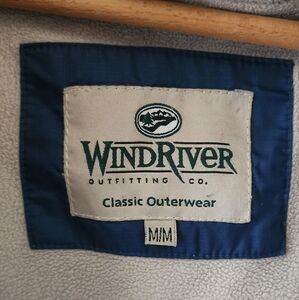 WINDRIVER
OUTFITTING CO.
Classic Outerwear
M/M